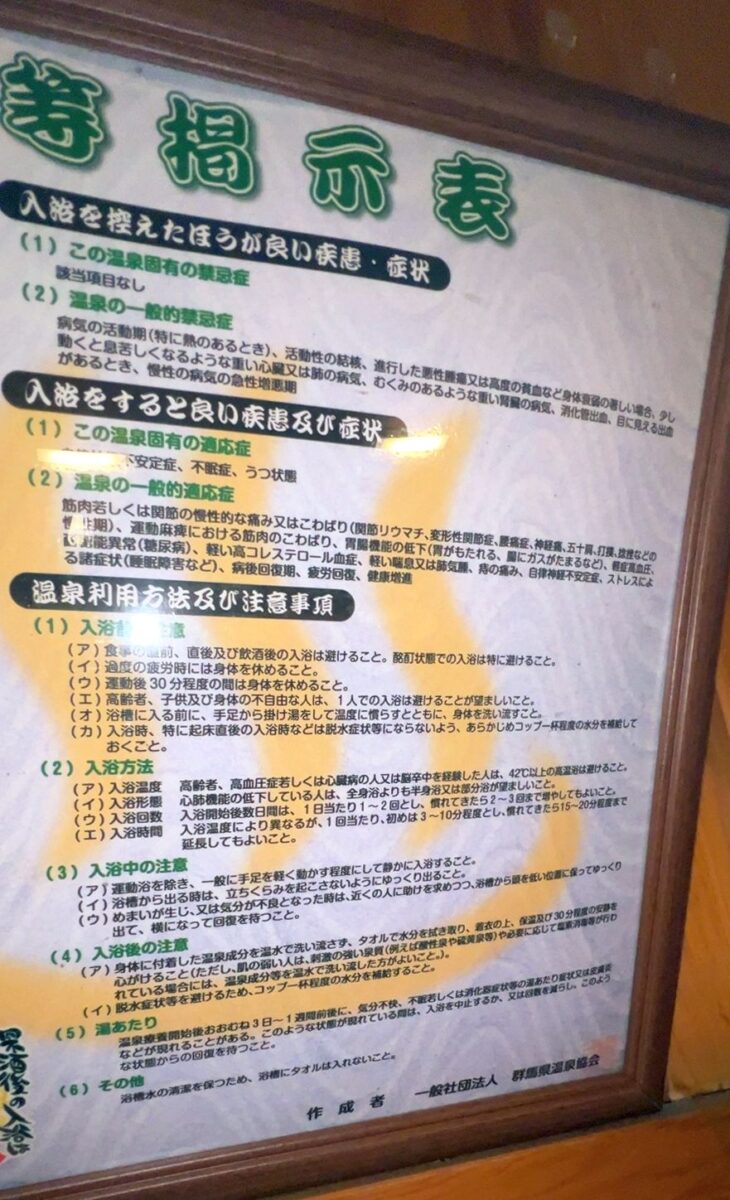 等掲示表
入浴を控えたほうが良い疾患・症状
(1) この温泉固有の禁忌症
該当項目なし
(2) 温泉の一般的禁忌症
病気の活動期(特に熱のあるとき)、活動性の結核、進行した悪性腫瘍又は高度の貧血など身体衰弱の著しい場合、少し
動くと息苦しくなるような重い心臓又は肺の病気、むくみのあるような重い腎臓の病気、消化管出血、目に見える出血
があるとき、慢性の病気の急性増悪期
入浴をすると良い疾患及び症状
(1) この温泉固有の適応症
不安定症、不眠症、うつ状態
(2) 温泉の一般的適応症
筋肉若しくは関節の慢性的な痛み又はこわばり(関節リウマチ、変形性関節症、腰痛症、神経痛、五十肩、打撲、捻挫などの
慢性期)、運動麻痺における筋肉のこわばり、胃腸機能の低下(胃がもたれる、腸にガスがたまるなど)、軽症高血圧、
耐糖能異常(糖尿病)、軽い高コレステロール血症、軽い喘息又は肺気腫、痔の痛み、自律神経不安定症、ストレスによ
る諸症状(睡眠障害など)、病後回復期、疲労回復、健康増進
温泉利用方法及び注意事項
(1) 入浴前の注意
(ア) 食事の直前、直後及び飲酒後の入浴は避けること。酩酊状態での入浴は特に避けること。
(イ) 過度の疲労時には身体を休めること。
(ウ) 運動後30分程度の間は身体を休めること。
(エ) 高齢者、子供及び身体の不自由な人は、1人での入浴は避けることが望ましいこと。
(オ) 浴槽に入る前に、手足から掛け湯をして温度に慣らすとともに、身体を洗い流すこと。
(カ) 入浴時、特に起床直後の入浴時などは脱水症状等にならないよう、あらかじめコップ一杯程度の水分を補給して
おくこと。
(2) 入浴方法
(ア) 入浴温度 高齢者、高血圧症若しくは心臓病の人又は脳卒中を経験した人は、42℃以上の高温浴は避けること。
(イ) 入浴形態 心肺機能の低下している人は、全身浴よりも半身浴又は部分浴が望ましいこと。
(ウ) 入浴回数 入浴開始後数日間は、1日当たり1~2回とし、慣れてきたら2~3回まで増やしてもよいこと。
(エ) 入浴時間 入浴温度により異なるが、1回当たり、初めは3~10分程度とし、慣れてきたら15~20分程度まで
延長してもよいこと。
(3) 入浴中の注意
(ア) 運動浴を除き、一般に手足を軽く動かす程度にして静かに入浴すること。
(イ) 浴槽から出る時は、立ちくらみを起こさないようにゆっくり出ること。
(ウ) めまいが生じ、又は気分が不良となった時は、近くの人に助けを求めつつ、浴槽から頭を低い位置に保ってゆっくり
出て、横になって回復を待つこと。
(4) 入浴後の注意
(ア) 身体に付着した温泉成分を温水で洗い流さず、タオルで水分を拭き取り、着衣の上、保温及び30分程度の安静を
心がけること(ただし、肌の弱い人は、刺激の強い泉質(例えば酸性泉や硫黄泉等)や必要に応じて塩素消毒等が行わ
れている場合には、温泉成分等を温水で洗い流した方がよいこと。)。
(イ) 脱水症状等を避けるため、コップ一杯程度の水分を補給すること。
(5) 湯あたり
温泉療養開始後おおむね3日~1週間前後に、気分不快、不眠若しくは消化器症状等の湯あたり症状又は皮膚炎
などが現れることがある。このような状態が現れている間は、入浴を中止するか、又は回数を減らし、このよう
な状態からの回復を待つこと。
(6) その他
浴槽水の清潔を保つため、浴槽にタオルは入れないこと。
作成者 一般社団法人 群馬県温泉協会
酒後の入浴は